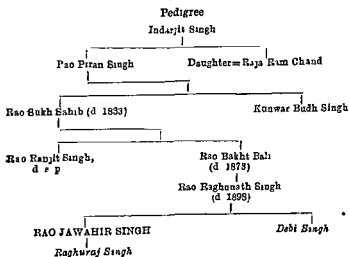 Pedigree
Indarjit Singh
Rao Piran Singh Daughter=Raja Ram Chand
Rao Sukh Sahib (d 1833) Kunwar Budh Singh
Rao Ranjit Singh, Rao Bakht Bali
d s p (d 1873)
Rao Raghunath Singh
(d 1898)
RAO JAWAHIR SINGH Debi Singh
Raghuraj Singh